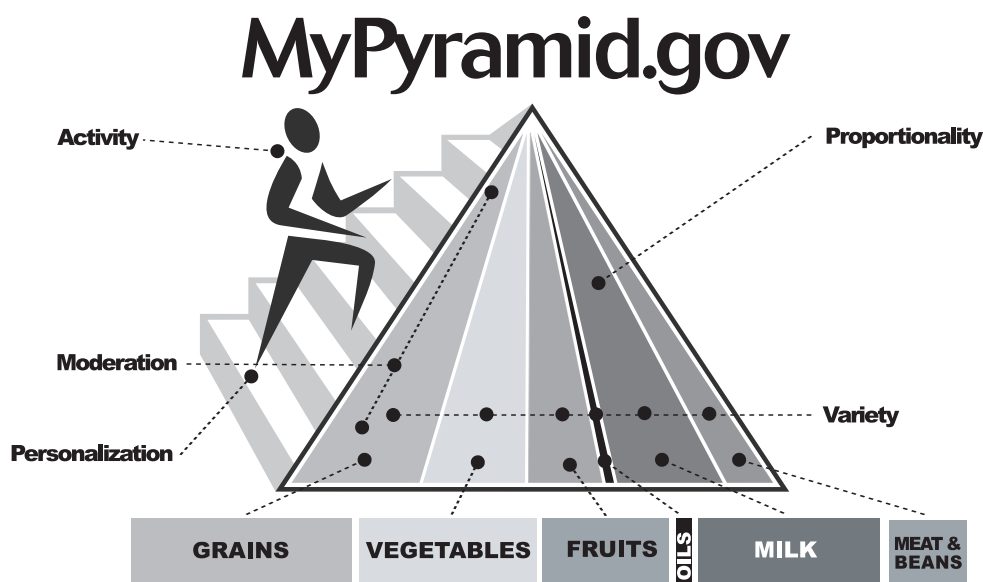 MyPyramid.gov
Activity
Proportionality
Moderation
Variety
Personalization
GRAINS
VEGETABLES
FRUITS
OILS
MILK
MEAT &
BEANS